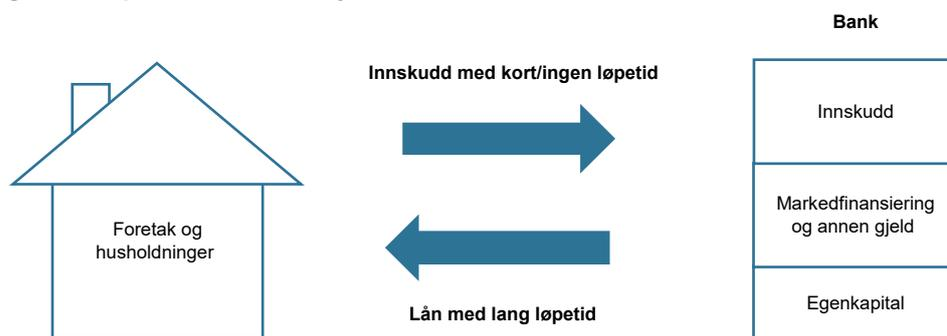 Bank
Innskudd med kort/ingen løpetid
Innskudd
Foretak og
husholdninger
Markedfinansiering
og annen gjeld
Lån med lang løpetid
Egenkapital